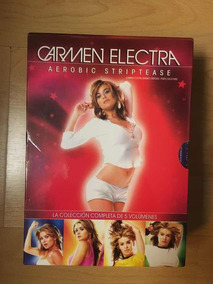 CARMEN ELECTRA
AEROBIC STRIPTEASE
LA COLECCIÓN COMPLETA DE 5 VOLÚMENES